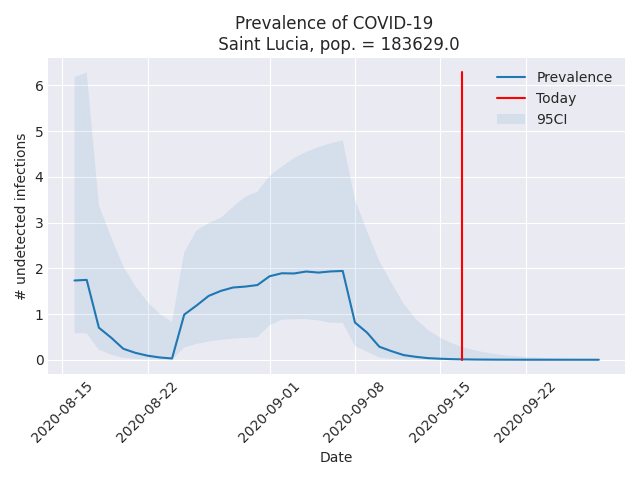 Prevalence of COVID-19
Saint Lucia, pop. = 183629.0
Prevalence
Today
95CI
# undetected infections
6
5
4
3
2
1
0
2020-08-15
2020-08-22
2020-09-01
2020-09-08
2020-09-15
2020-09-22
Date